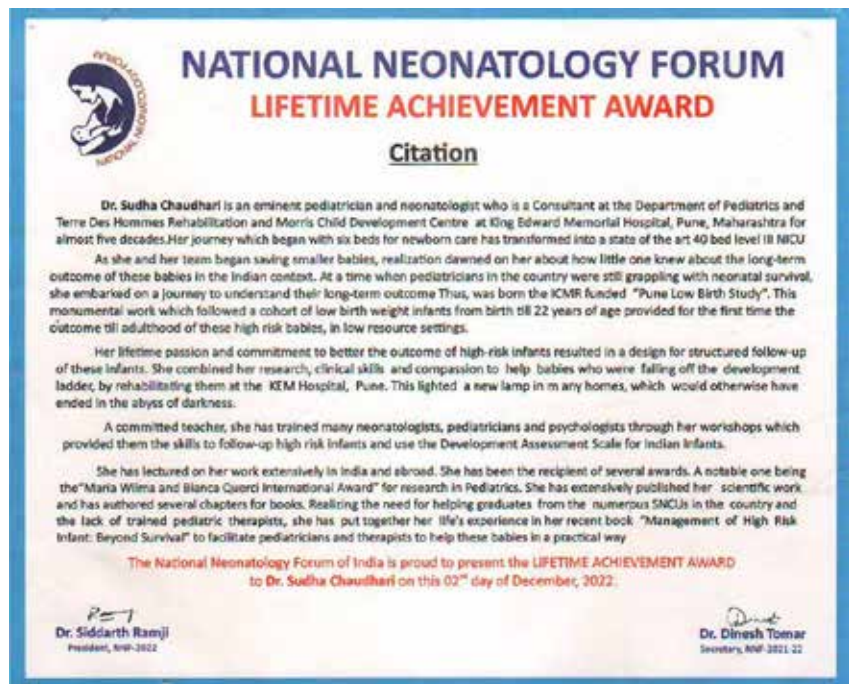 NATIONAL NEONATOLOGY FORUM
NATIONAL NEONATOLOGY FORUM
LIFETIME ACHIEVEMENT AWARD
Citation
Dr. Sudha Chaudhari is an eminent pediatrician and neonatologist who is a Consultant at the Department of Pediatrics and
Terre Des Hommes Rehabilitation and Morris Child Development Centre at King Edward Memorial Hospital, Pune, Maharashtra for
almost five decades.Her journey which began with six beds for newborn care has transformed into a state of the art 40 bed level III NICU
As she and her team began saving smaller babies, realization dawned on her about how little one knew about the long-term
outcome of these babies in the Indian context. At a time when pediatricians in the country were still grappling with neonatal survival,
she embarked on a journey to understand their long-term outcome Thus, was born the ICMR funded "Pune Low Birth Study". This
monumental work which followed a cohort of low birth weight infants from birth till 22 years of age provided for the first time the
outcome till adulthood of these high risk babies, in low resource settings.
Her lifetime passion and commitment to better the outcome of high-risk infants resulted in a design for structured follow-up
of these infants. She combined her research, clinical skills and compassion to help babies who were falling off the development
ladder, by rehabilitating them at the KEM Hospital, Pune. This lighted a new lamp in m any homes, which would otherwise have
ended in the abyss of darkness.
A committed teacher, she has trained many neonatologists, pediatricians and psychologists through her workshops which
provided them the skills to follow-up high risk infants and use the Development Assessment Scale for Indian Infants.
She has lectured on her work extensively in India and abroad. She has been the recipient of several awards. A notable one being
the"Maria Wilma and Bianca Querci International Award" for research in Pediatrics. She has extensively published her scientific work
and has authored several chapters for books. Realizing the need for helping graduates from the numerous SNCUs in the country and
the lack of trained pediatric therapists, she has put together her life's experience in her recent book "Management of High Risk
Infant: Beyond Survival" to facilitate pediatricians and therapists to help these babies in a practical way
The National Neonatology Forum of India is proud to present the LIFETIME ACHIEVEMENT AWARD
to Dr. Sudha Chaudhari on this 02nd day of December, 2022.
Dr. Siddarth Ramji
President, NNF-2022
Dr. Dinesh Tomar
Secretary, NNF-2021-22